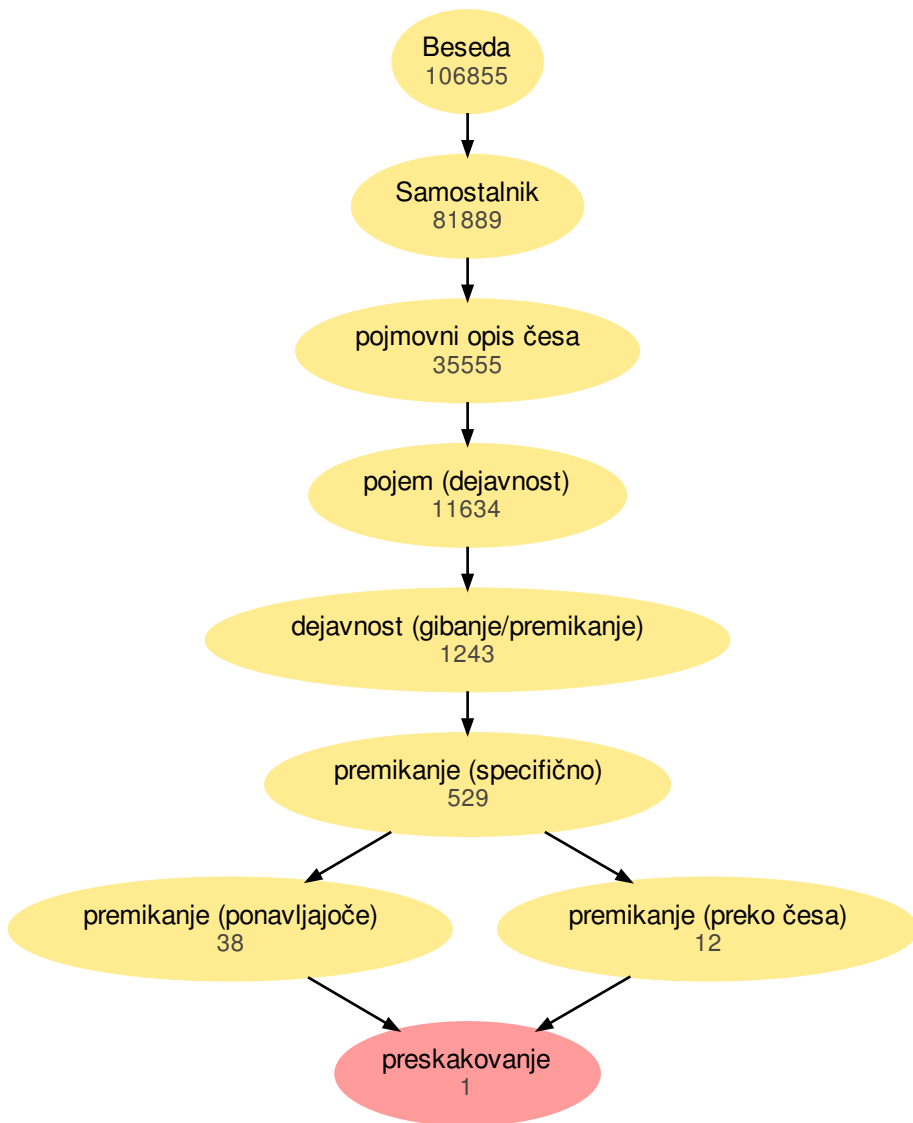 Beseda
106855
Samostalnik
81889
pojmovni opis česa
35555
pojem (dejavnost)
11634
dejavnost (gibanje/premikanje)
1243
premikanje (specifično)
529
premikanje (ponavljajoče)
38
premikanje (preko česa)
12
preskakovanje
1